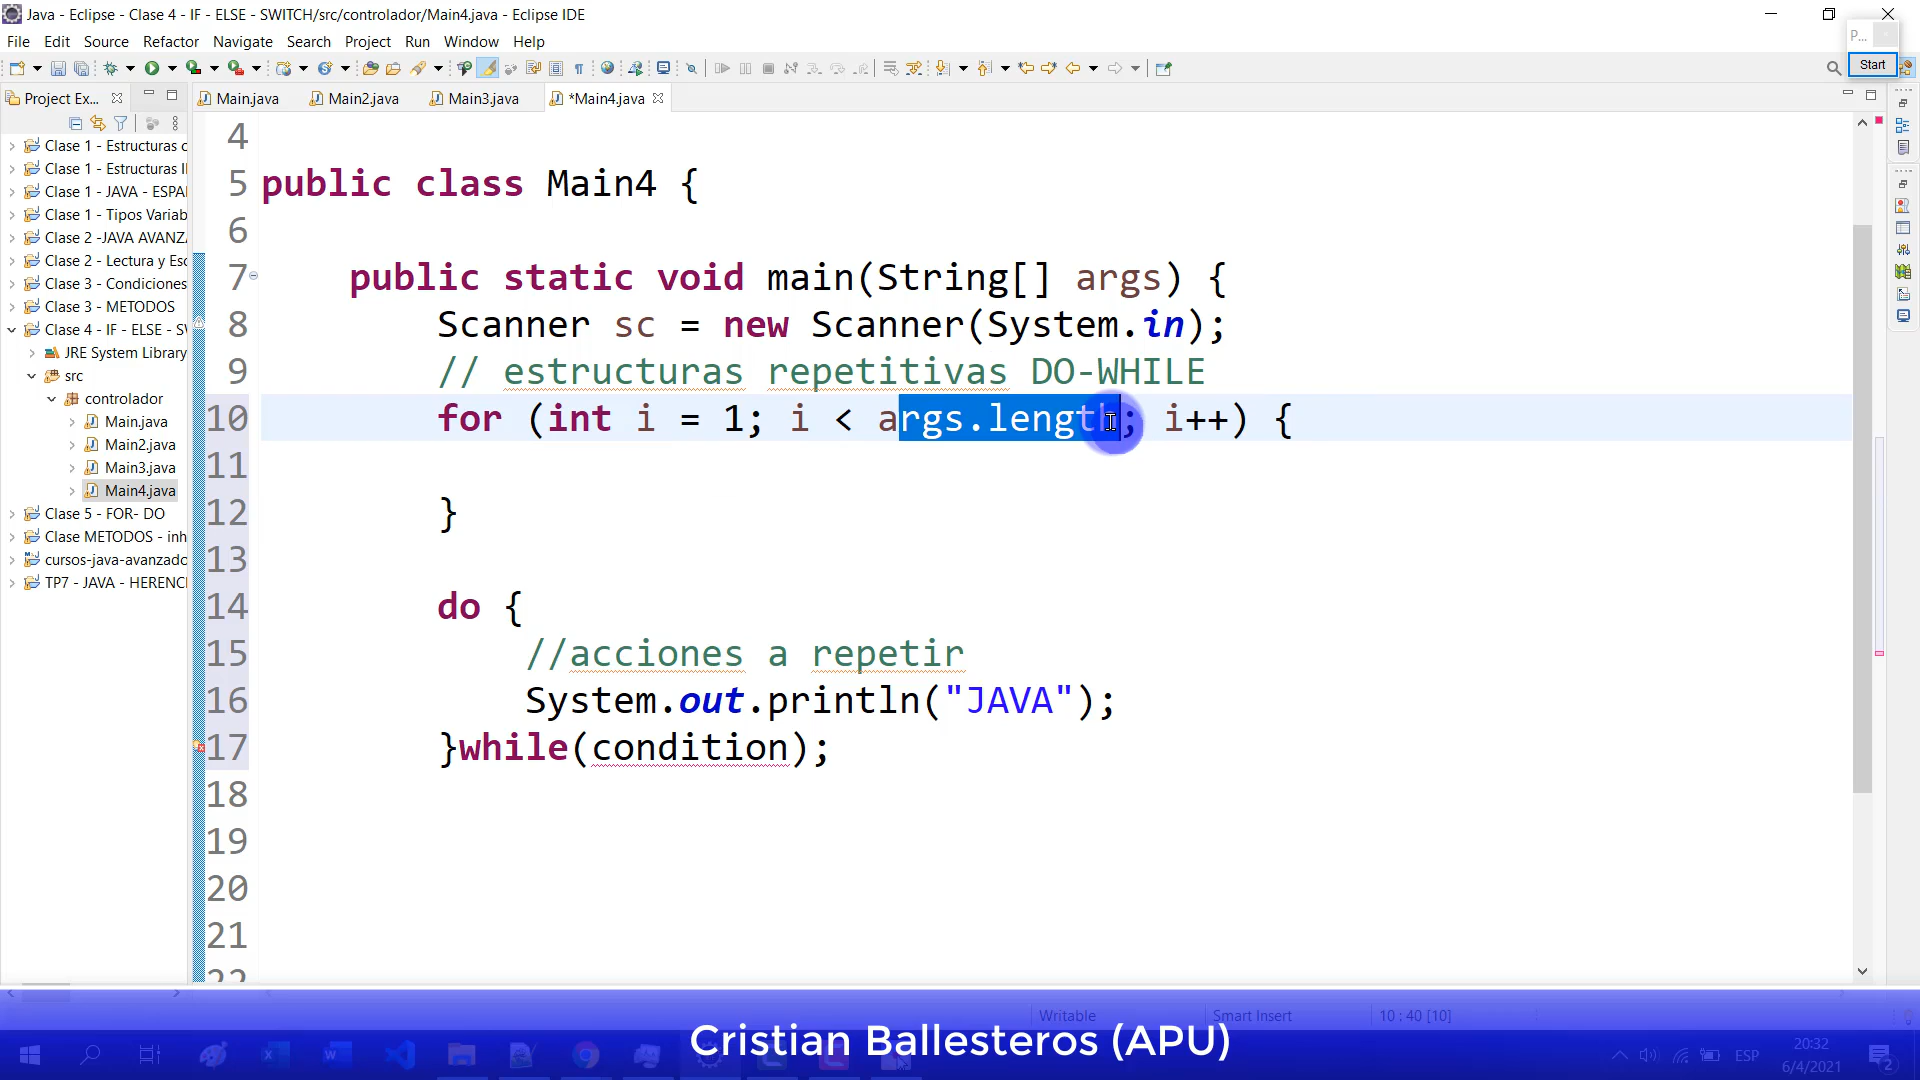 Java - Eclipse - Clase 4 - IF - ELSE - SWITCH/src/controlador/Main4.java - Eclipse IDE
File Edit Source Refactor Navigate Search Project Run Window Help
P...
Start
Project Ex...
Main.java Main2.java Main3.java *Main4.java
Clase 1 - Estructuras c
Clase 1 - Estructuras I
Clase 1 - JAVA - ESPA
Clase 1 - Tipos Variab
Clase 2 -JAVA AVANZ
Clase 2 - Lectura y Esc
Clase 3 - Condiciones
Clase 3 - METODOS
Clase 4 - IF - ELSE - SV
JRE System Library
src
controlador
Main.java
Main2.java
Main3.java
Main4.java
Clase 5 - FOR- DO
Clase METODOS - inh
cursos-java-avanzado
TP7 - JAVA - HERENC
4
5 public class Main4 {
6
7 public static void main(String[] args) {
8 Scanner sc = new Scanner(System.in);
9 // estructuras repetitivas DO-WHILE
10 for (int i = 1; i < args.length; i++) {
11
12 }
13
14 do {
15 //acciones a repetir
16 System.out.println("JAVA");
17 }while(condition);
18
19
20
21
22
Writable Smart Insert 10 : 40 [10]
Cristian Ballesteros (APU)
ESP
20:32
6/4/2021
2